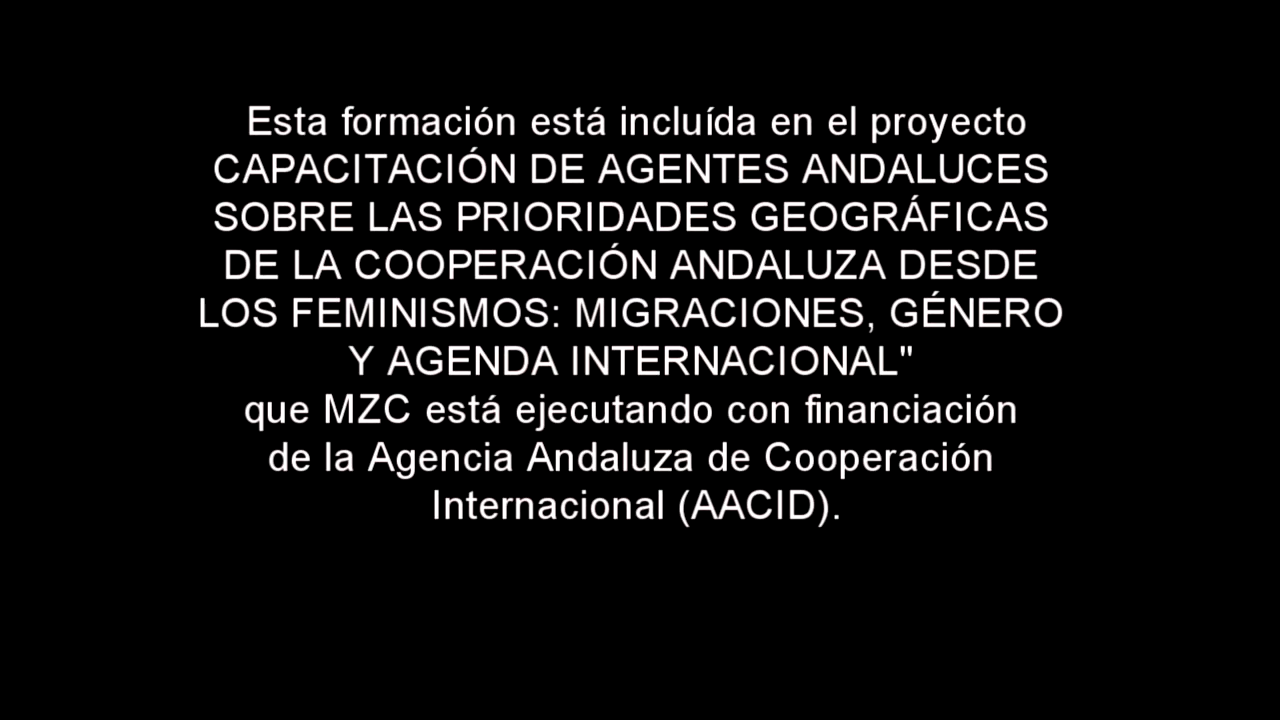 Esta formación está incluída en el proyecto
CAPACITACIÓN DE AGENTES ANDALUCES
SOBRE LAS PRIORIDADES GEOGRÁFICAS
DE LA COOPERACIÓN ANDALUZA DESDE
LOS FEMINISMOS: MIGRACIONES, GÉNERO
Y AGENDA INTERNACIONAL"
que MZC está ejecutando con financiación
de la Agencia Andaluza de Cooperación
Internacional (AACID).